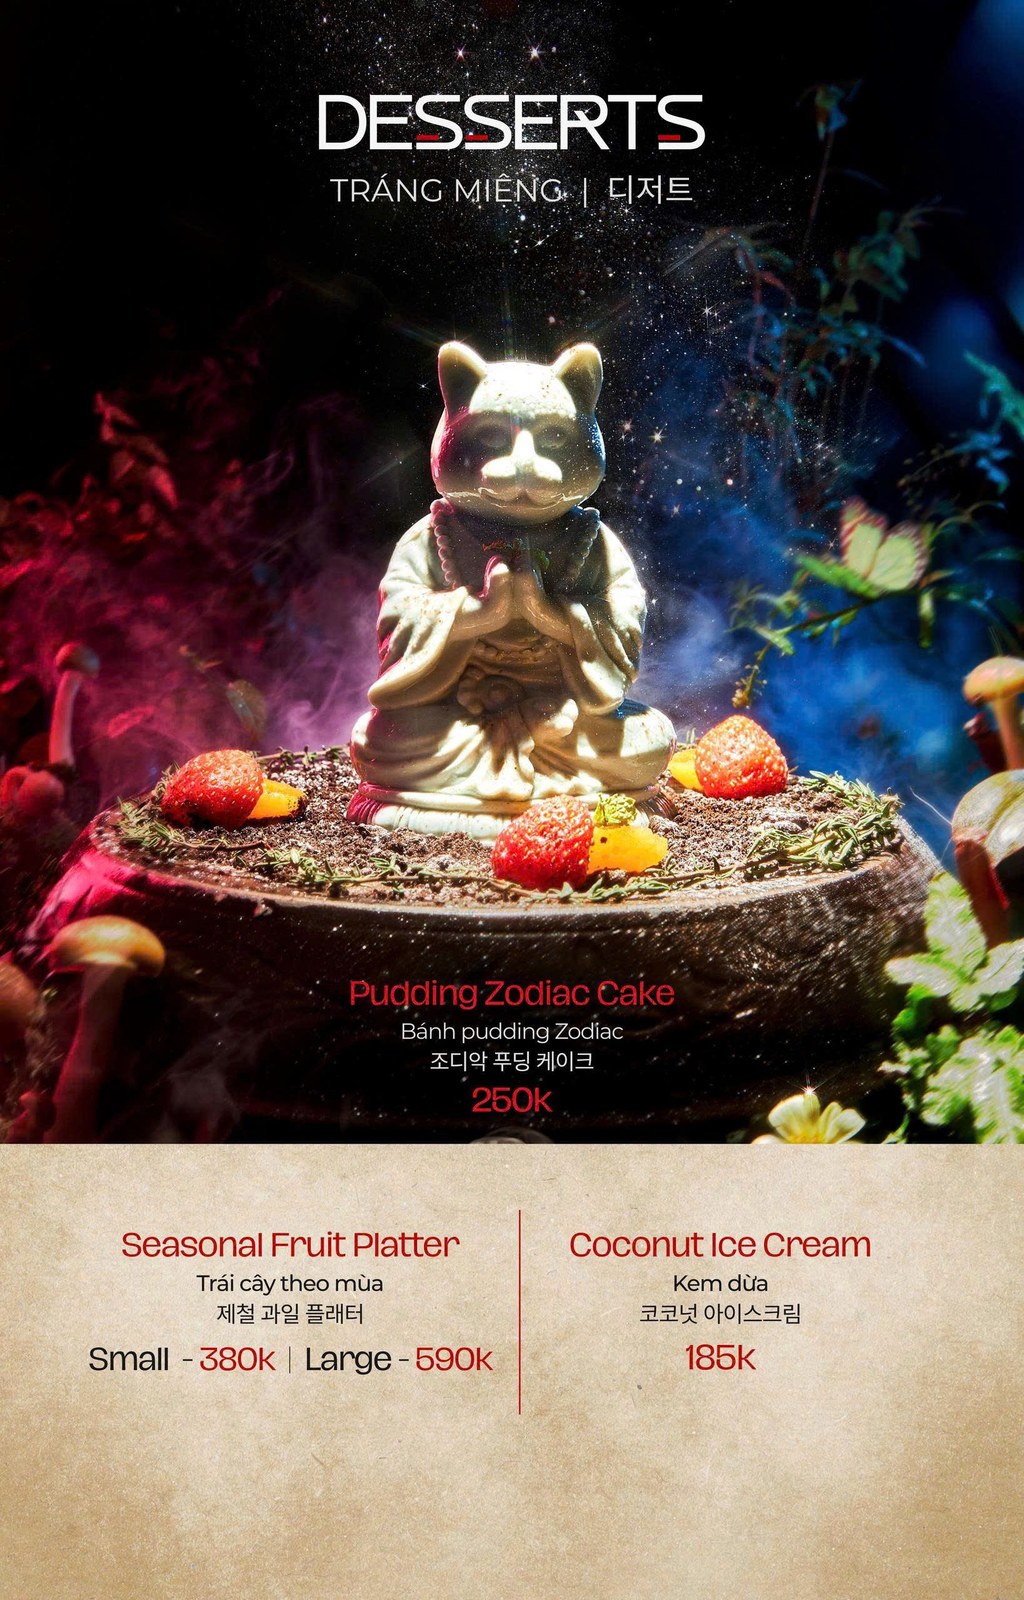 DESSERTS
TRÁNG MIỆNG | 디저트
Pudding Zodiac Cake
Bánh pudding Zodiac
조디악 푸딩 케이크
250k
Seasonal Fruit Platter
Trái cây theo mùa
제철 과일 플래터
Small - 380k | Large - 590k
Coconut Ice Cream
Kem dừa
코코넛 아이스크림
185k